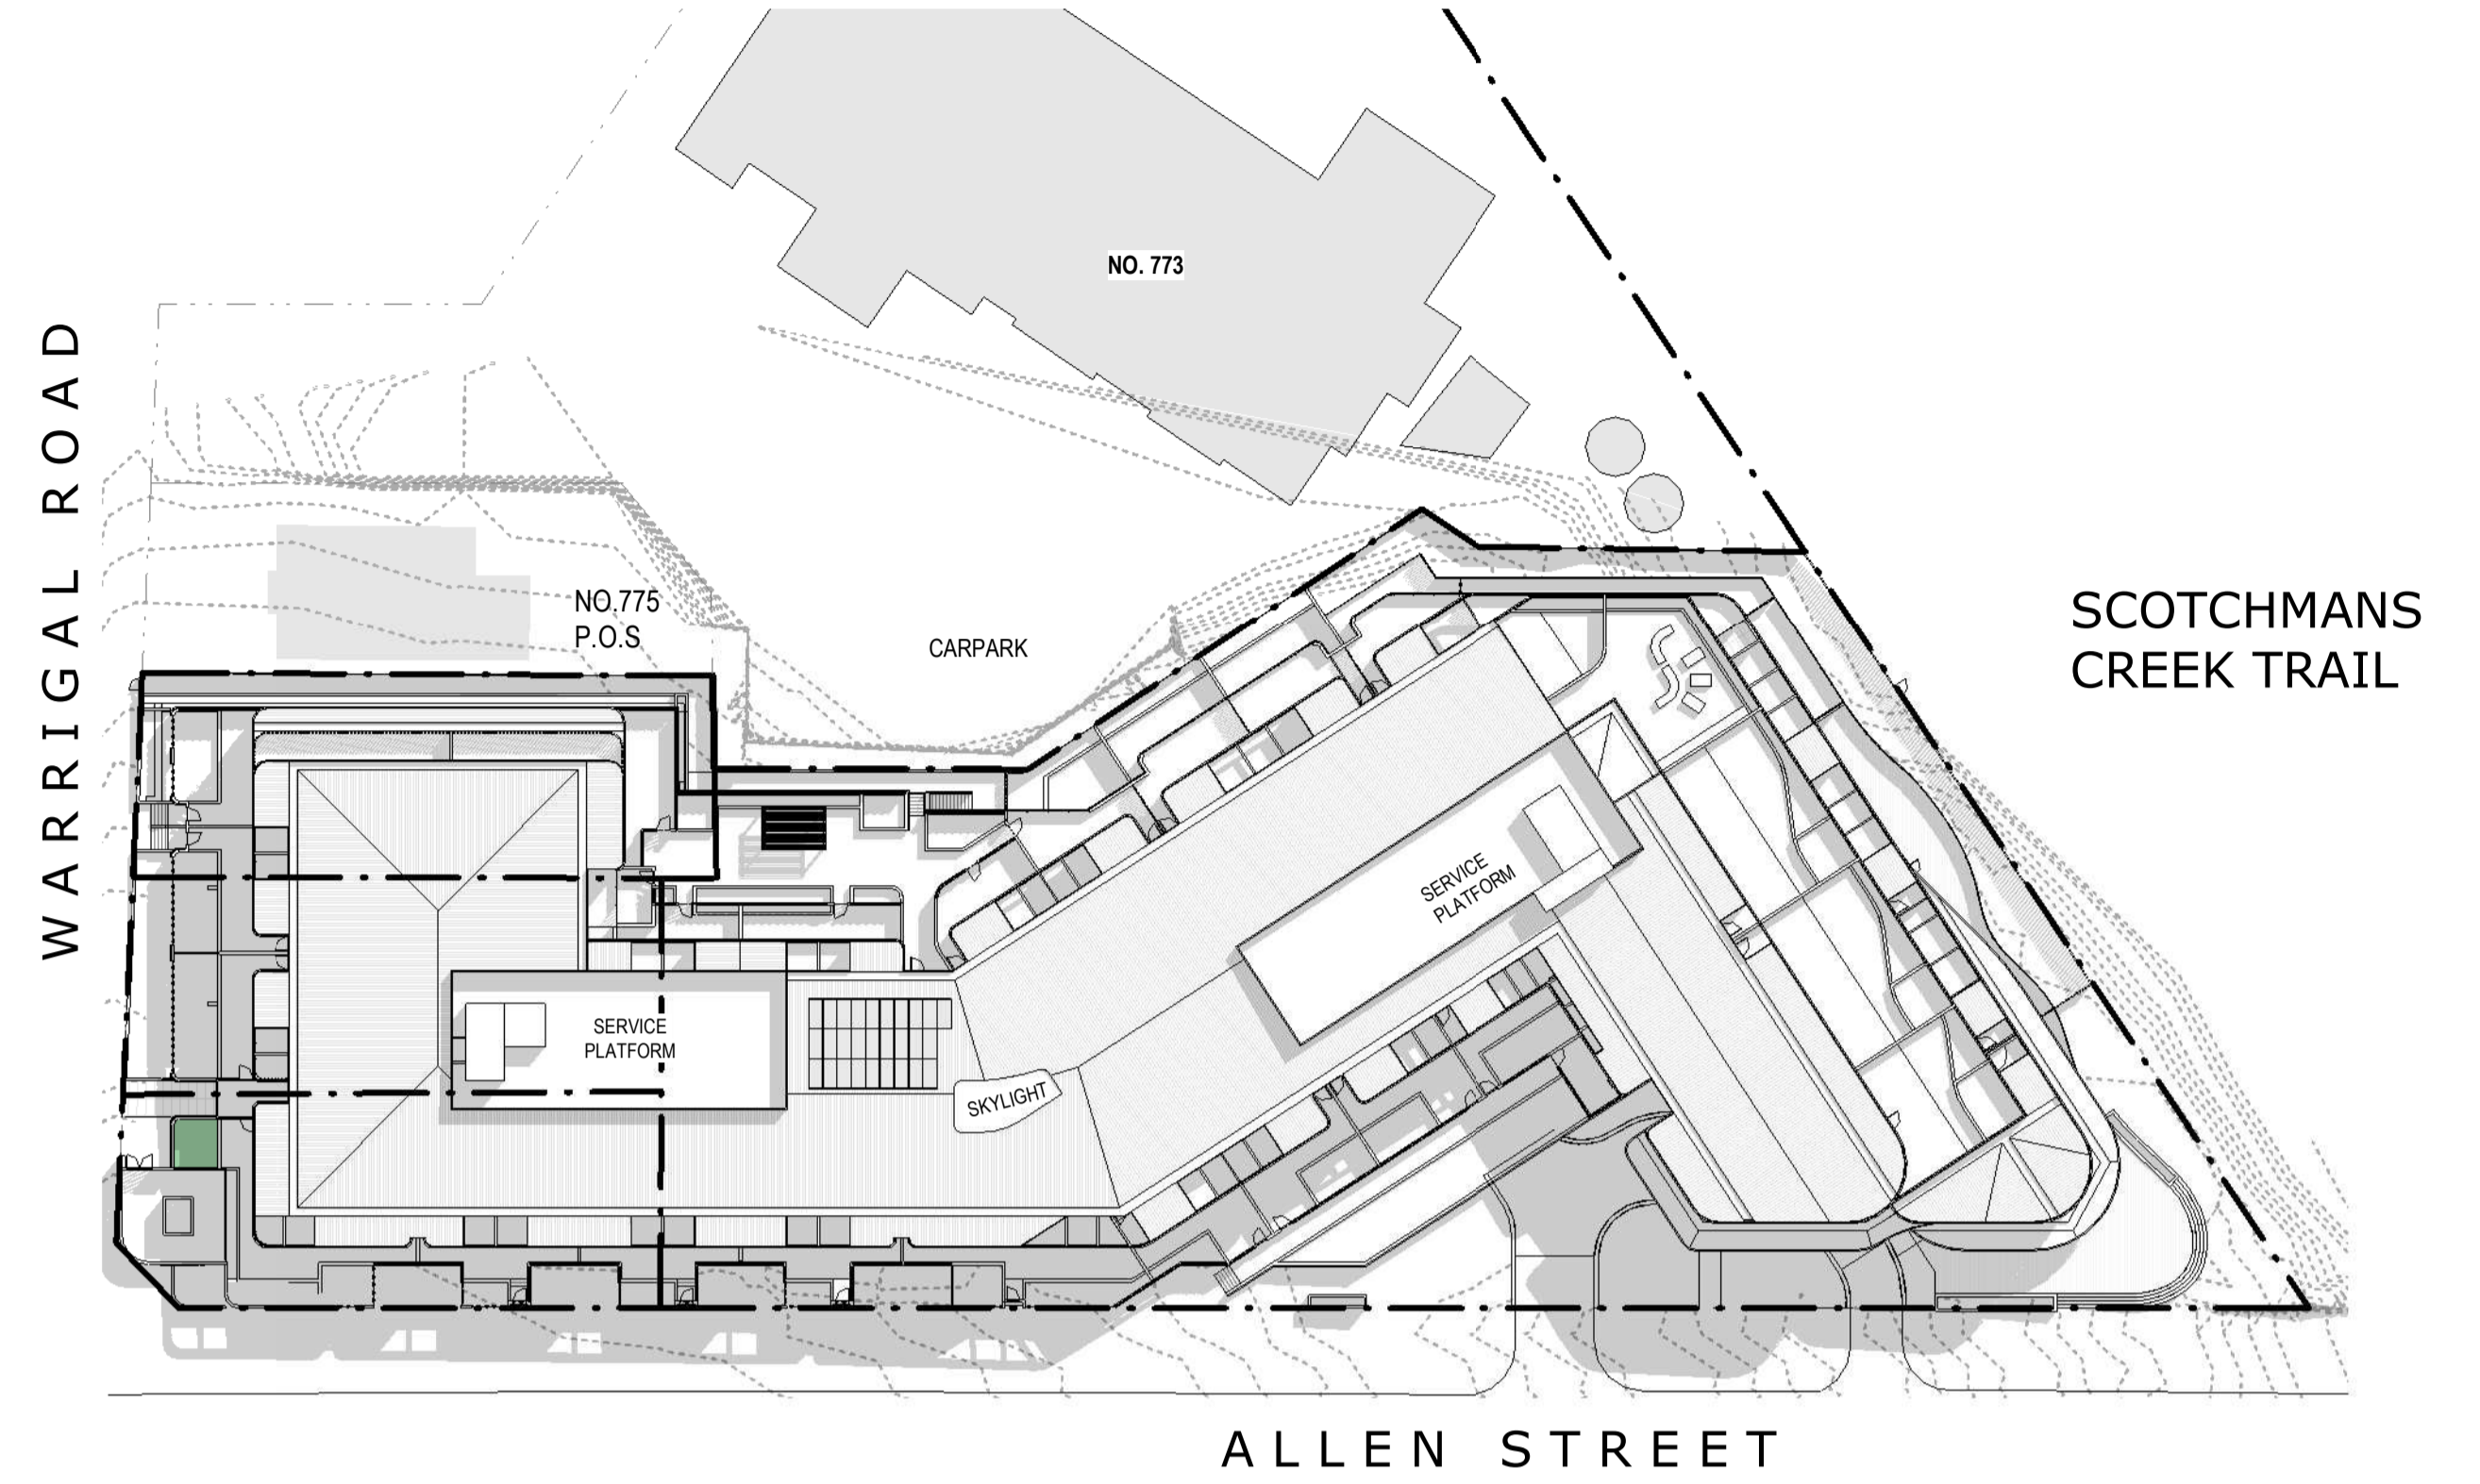 NO. 773
WARRIGAL ROAD
NO.775
P.O.S
CARPARK
SCOTCHMANS
CREEK TRAIL
SERVICE
PLATFORM
SERVICE
PLATFORM
SKYLIGHT
ALLEN STREET